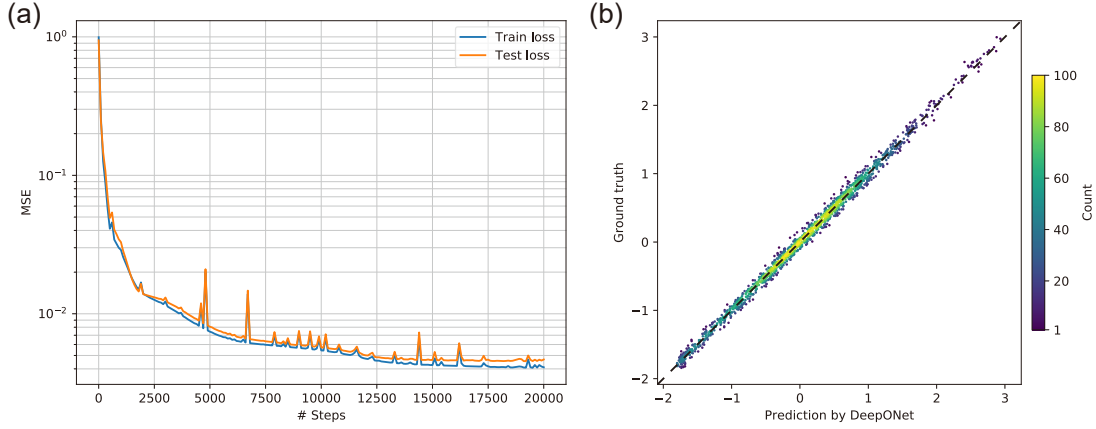 (a)
10⁰
10⁻¹
10⁻²
MSE
Train loss
Test loss
0 2500 5000 7500 10000 12500 15000 17500 20000
# Steps
(b)
3
2
1
0
−1
−2
Ground truth
−2 −1 0 1 2 3
Prediction by DeepONet
100
80
60
40
20
1
Count